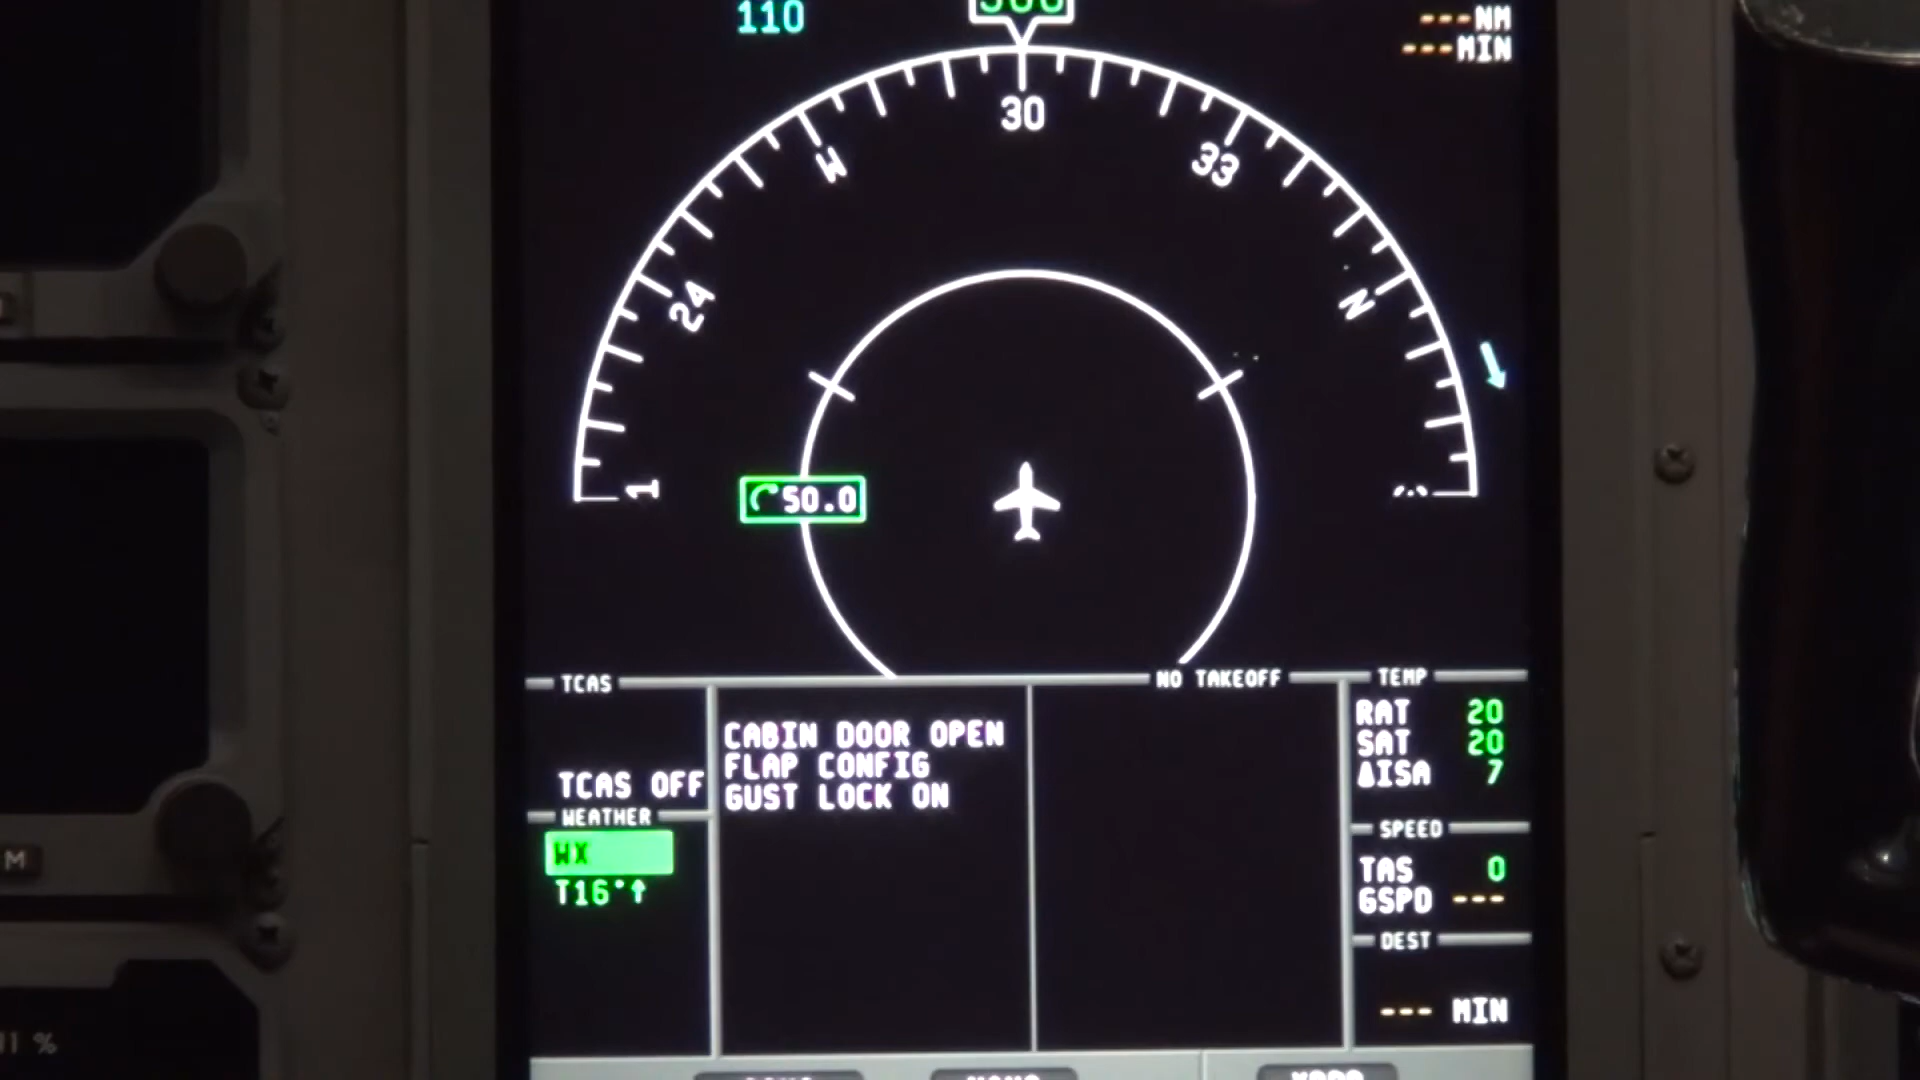 110
---NM
---MIN
30
33
W
24
N
50.0
TCAS
NO TAKEOFF
TEMP
RAT 20
SAT 20
ΔISA 7
CABIN DOOR OPEN
FLAP CONFIG
GUST LOCK ON
TCAS OFF
WEATHER
WX
T16°↑
SPEED
TAS 0
GSPD ---
DEST
--- MIN
M
%